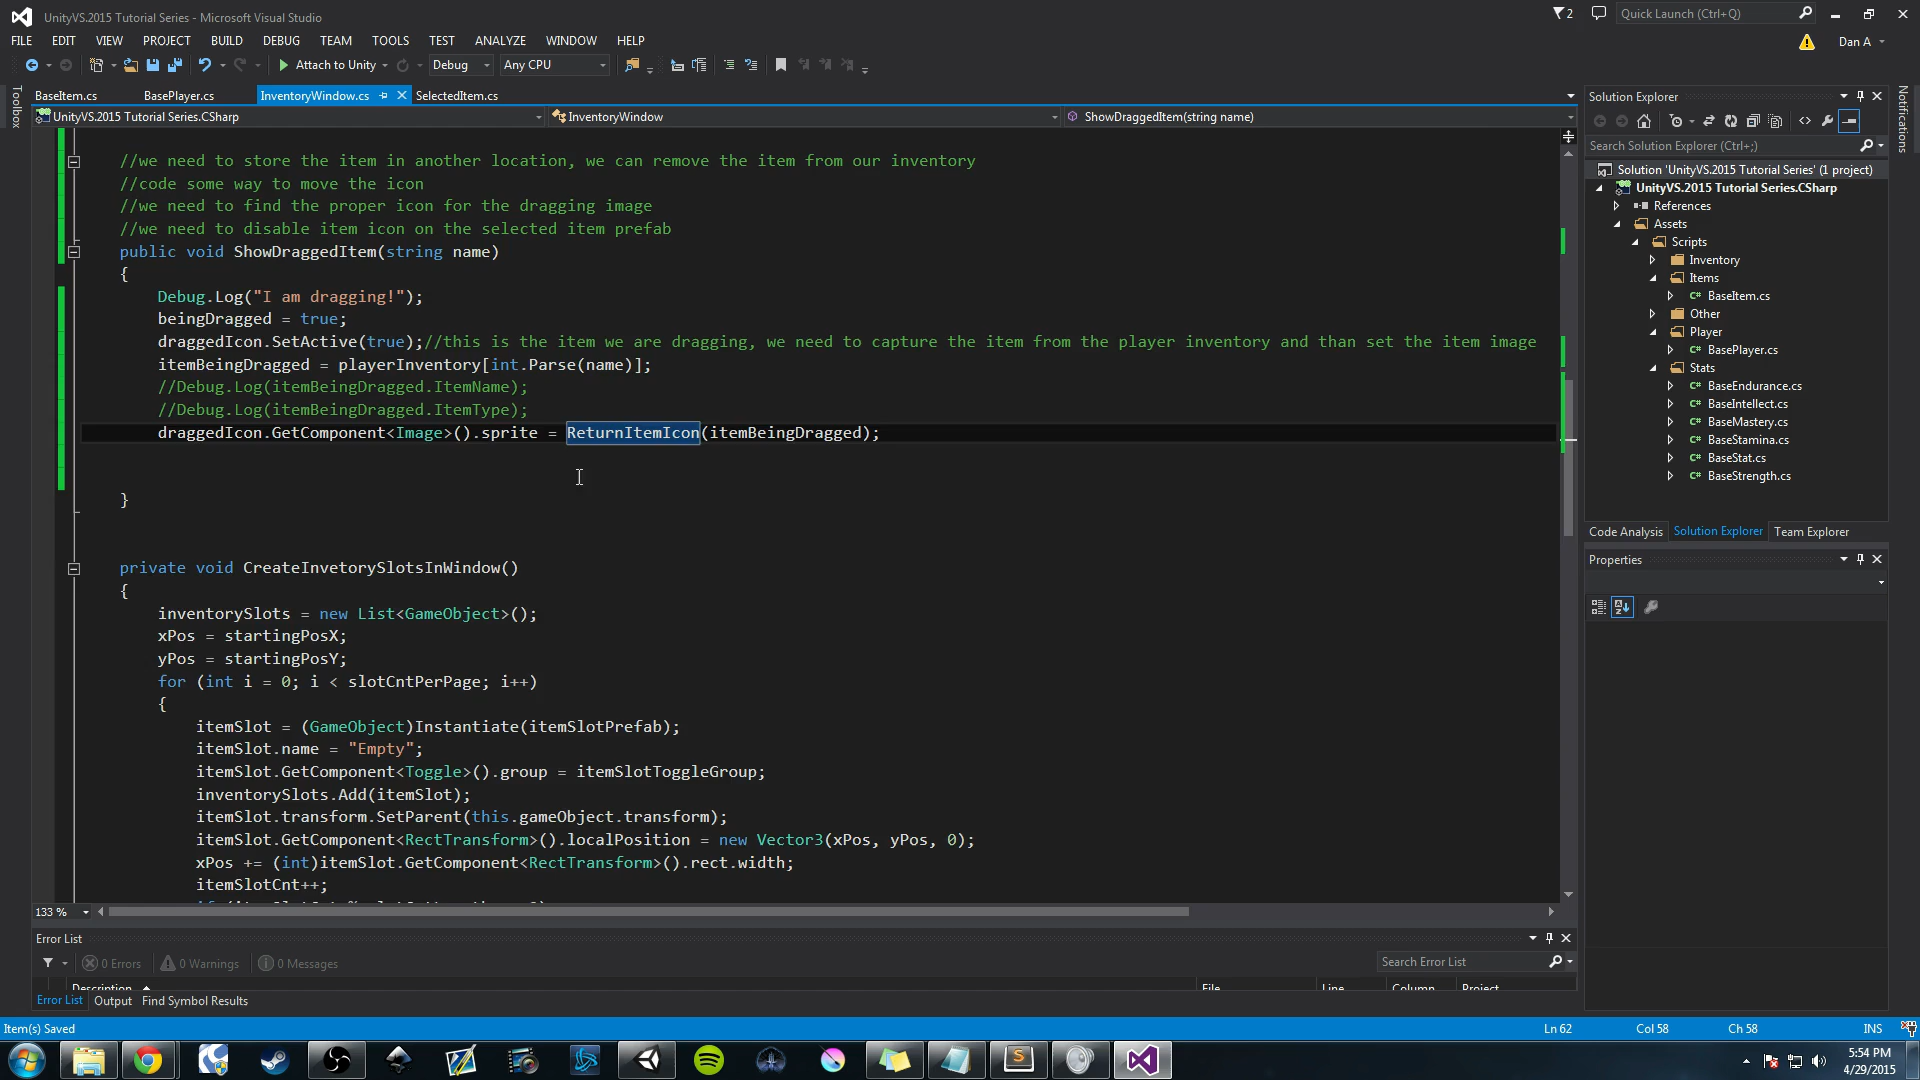 UnityVS.2015 Tutorial Series - Microsoft Visual Studio
2
Quick Launch (Ctrl+Q)
FILE EDIT VIEW PROJECT BUILD DEBUG TEAM TOOLS TEST ANALYZE WINDOW HELP
Dan A
Attach to Unity Debug Any CPU
Toolbox
BaseItem.cs BasePlayer.cs InventoryWindow.cs SelectedItem.cs
UnityVS.2015 Tutorial Series.CSharp InventoryWindow ShowDraggedItem(string name)
//we need to store the item in another location, we can remove the item from our inventory
//code some way to move the icon
//we need to find the proper icon for the dragging image
//we need to disable item icon on the selected item prefab
public void ShowDraggedItem(string name)
{
Debug.Log("I am dragging!");
beingDragged = true;
draggedIcon.SetActive(true);//this is the item we are dragging, we need to capture the item from the player inventory and than set the item image
itemBeingDragged = playerInventory[int.Parse(name)];
//Debug.Log(itemBeingDragged.ItemName);
//Debug.Log(itemBeingDragged.ItemType);
draggedIcon.GetComponent<Image>().sprite = ReturnItemIcon(itemBeingDragged);
}
private void CreateInvetorySlotsInWindow()
{
inventorySlots = new List<GameObject>();
xPos = startingPosX;
yPos = startingPosY;
for (int i = 0; i < slotCntPerPage; i++)
{
itemSlot = (GameObject)Instantiate(itemSlotPrefab);
itemSlot.name = "Empty";
itemSlot.GetComponent<Toggle>().group = itemSlotToggleGroup;
inventorySlots.Add(itemSlot);
itemSlot.transform.SetParent(this.gameObject.transform);
itemSlot.GetComponent<RectTransform>().localPosition = new Vector3(xPos, yPos, 0);
xPos += (int)itemSlot.GetComponent<RectTransform>().rect.width;
itemSlotCnt++;
133 %
Error List
0 Errors 0 Warnings 0 Messages
Search Error List
Description File Line Column Project
Error List Output Find Symbol Results
Solution Explorer
Search Solution Explorer (Ctrl+;)
Solution 'UnityVS.2015 Tutorial Series' (1 project)
UnityVS.2015 Tutorial Series.CSharp
References
Assets
Scripts
Inventory
Items
C# BaseItem.cs
Other
Player
C# BasePlayer.cs
Stats
C# BaseEndurance.cs
C# BaseIntellect.cs
C# BaseMastery.cs
C# BaseStamina.cs
C# BaseStat.cs
C# BaseStrength.cs
Code Analysis Solution Explorer Team Explorer
Properties
Notifications
Item(s) Saved
Ln 62 Col 58 Ch 58 INS
5:54 PM
4/29/2015